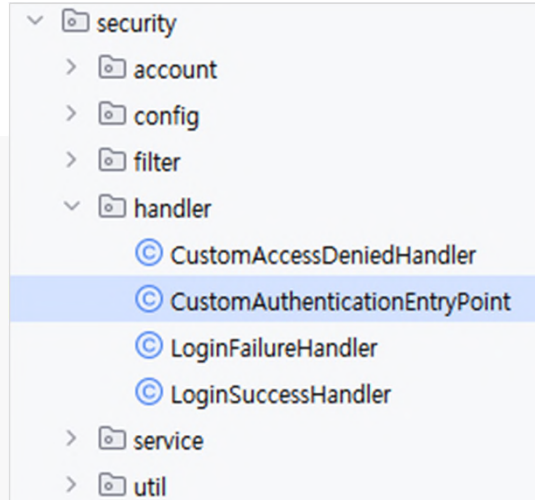 security
account
config
filter
handler
CustomAccessDeniedHandler
CustomAuthenticationEntryPoint
LoginFailureHandler
LoginSuccessHandler
service
util